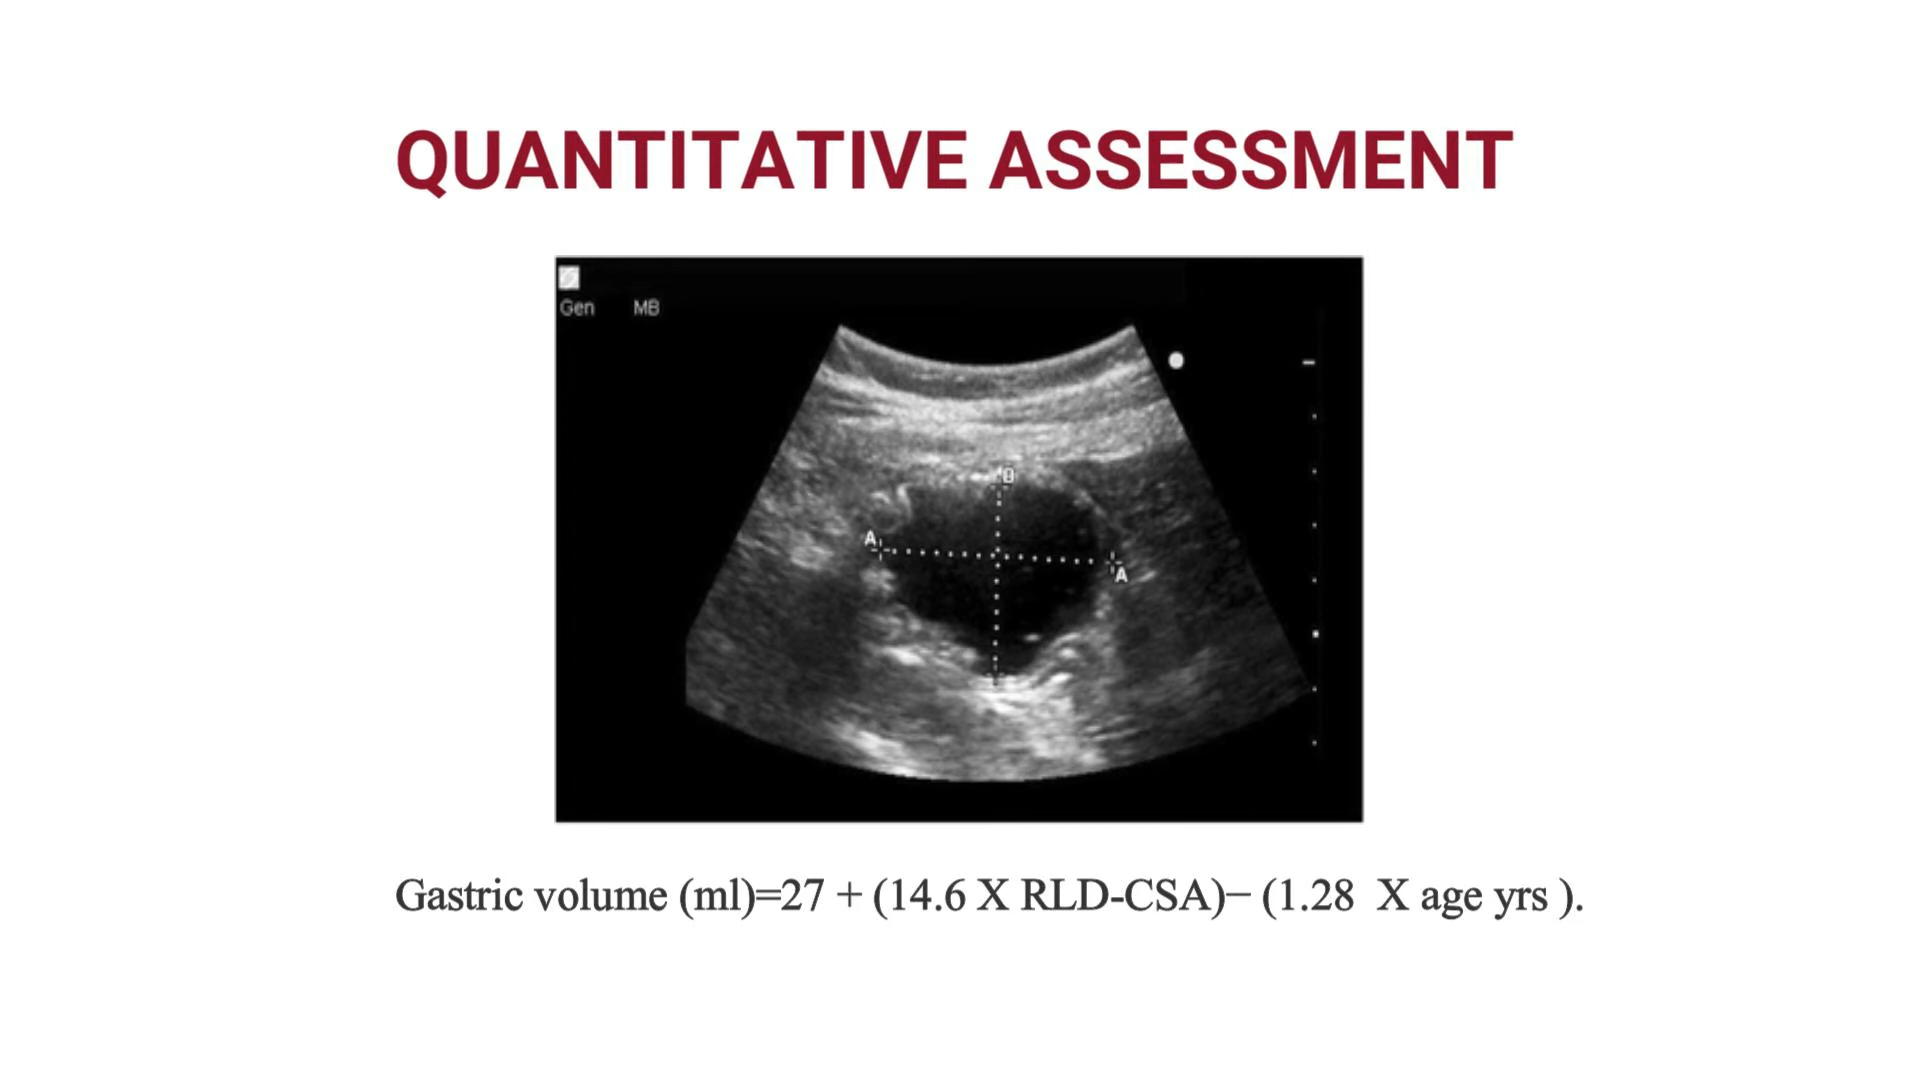 QUANTITATIVE ASSESSMENT
Gen MB
B
A
A
Gastric volume (ml)=27 + (14.6 X RLD-CSA)− (1.28 X age yrs ).